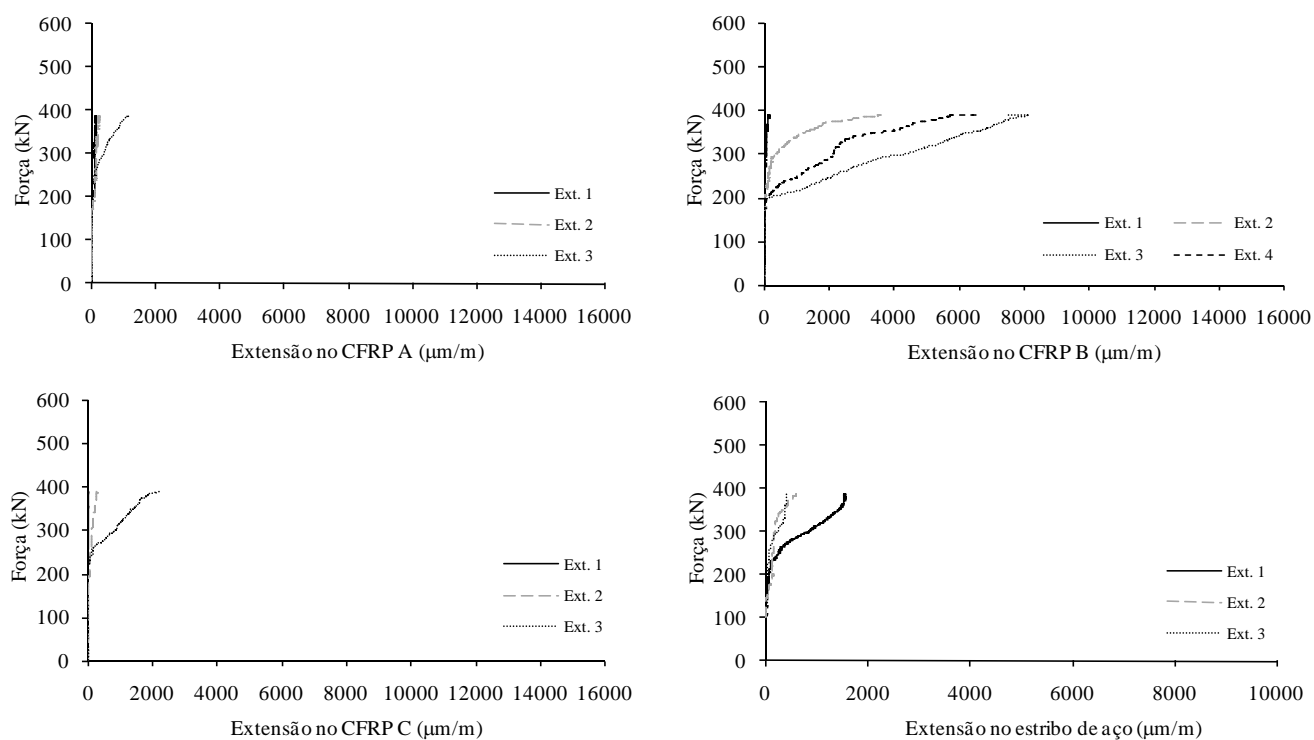 600
500
400
300
200
100
0
Força (kN)
Ext. 1
Ext. 2
Ext. 3
0 2000 4000 6000 8000 10000 12000 14000 16000
Extensão no CFRP A (μm/m)
600
500
400
300
200
100
0
Força (kN)
Ext. 1 Ext. 2
Ext. 3 Ext. 4
0 2000 4000 6000 8000 10000 12000 14000 16000
Extensão no CFRP B (μm/m)
600
500
400
300
200
100
0
Força (kN)
Ext. 1
Ext. 2
Ext. 3
0 2000 4000 6000 8000 10000 12000 14000 16000
Extensão no CFRP C (μm/m)
600
500
400
300
200
100
0
Força (kN)
Ext. 1
Ext. 2
Ext. 3
0 2000 4000 6000 8000 10000
Extensão no estribo de aço (μm/m)